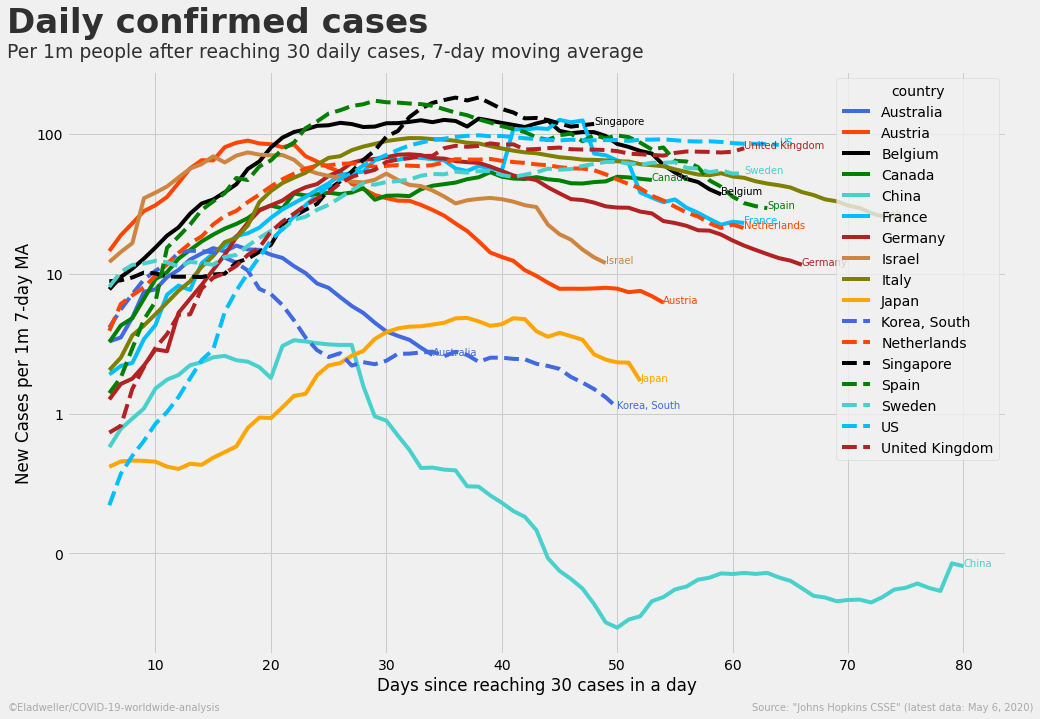 Daily confirmed cases
Per 1m people after reaching 30 daily cases, 7-day moving average
New Cases per 1m 7-day MA
100
10
1
0
10 20 30 40 50 60 70 80
Days since reaching 30 cases in a day
Singapore
US
United Kingdom
Sweden
Canada
Belgium
Spain
France
Netherlands
Israel
Germany
Austria
Australia
Japan
Korea, South
China
country
Australia
Austria
Belgium
Canada
China
France
Germany
Israel
Italy
Japan
Korea, South
Netherlands
Singapore
Spain
Sweden
US
United Kingdom
©Eladweller/COVID-19-worldwide-analysis
Source: "Johns Hopkins CSSE" (latest data: May 6, 2020)